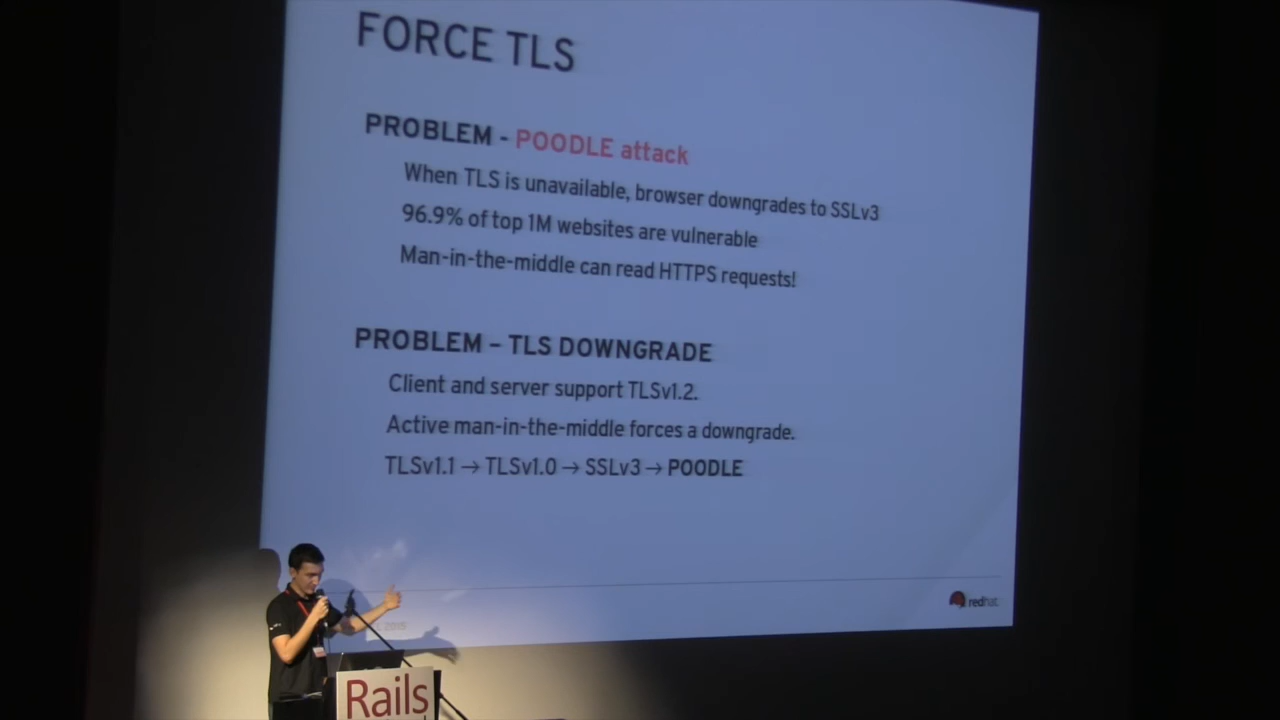 FORCE TLS
PROBLEM - POODLE attack
When TLS is unavailable, browser downgrades to SSLv3
96.9% of top 1M websites are vulnerable
Man-in-the-middle can read HTTPS requests!
PROBLEM – TLS DOWNGRADE
Client and server support TLSv1.2.
Active man-in-the-middle forces a downgrade.
TLSv1.1 → TLSv1.0 → SSLv3 → POODLE
redhat.
Rails